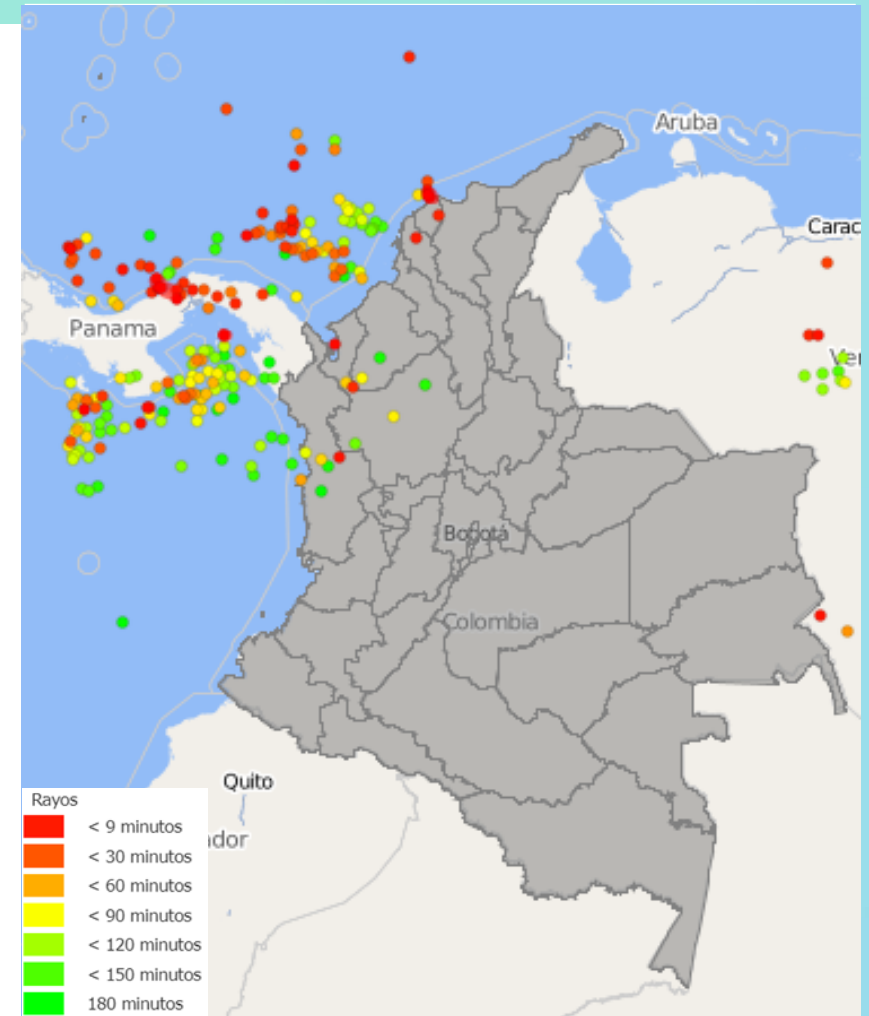 Aruba
Carac
Panama
Ver
Bogotá
Colombia
Quito
ador
Rayos
< 9 minutos
< 30 minutos
< 60 minutos
< 90 minutos
< 120 minutos
< 150 minutos
180 minutos